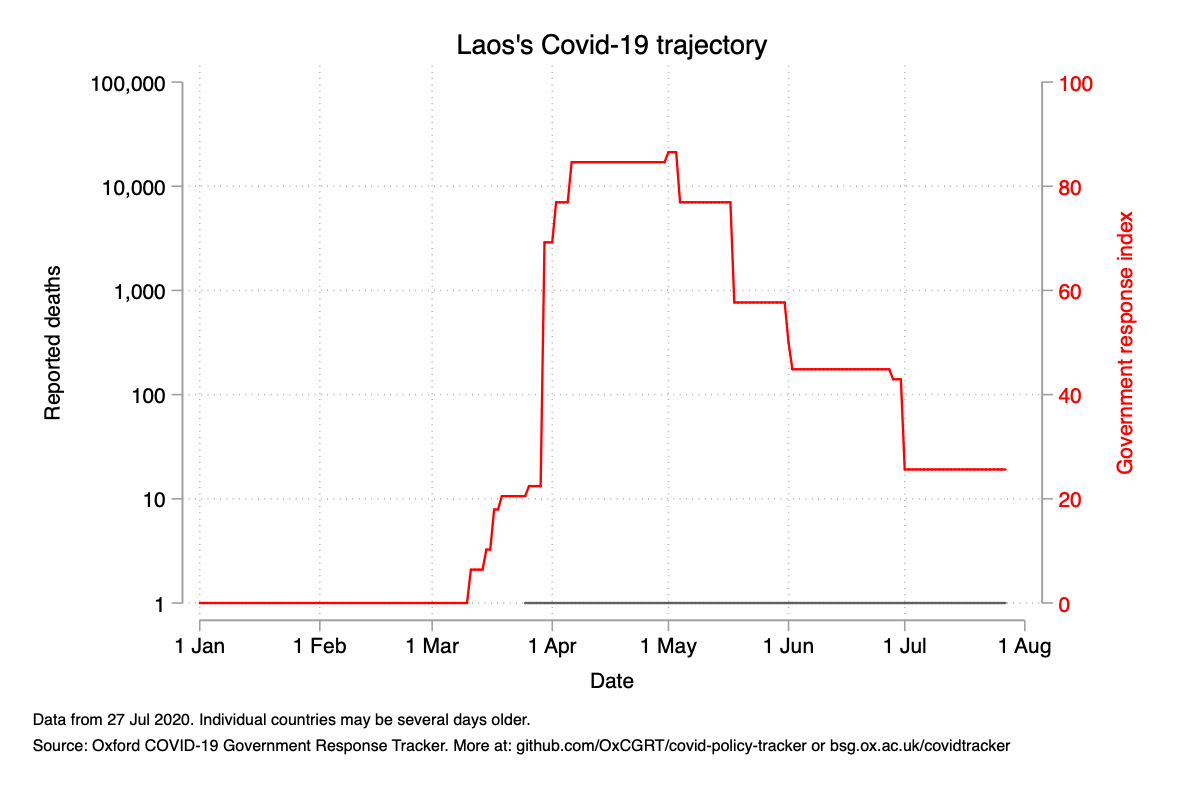 Laos's Covid-19 trajectory
100,000
10,000
1,000
100
10
1
Reported deaths
100
80
60
40
20
0
Government response index
1 Jan 1 Feb 1 Mar 1 Apr 1 May 1 Jun 1 Jul 1 Aug
Date
Data from 27 Jul 2020. Individual countries may be several days older.
Source: Oxford COVID-19 Government Response Tracker. More at: github.com/OxCGRT/covid-policy-tracker or bsg.ox.ac.uk/covidtracker